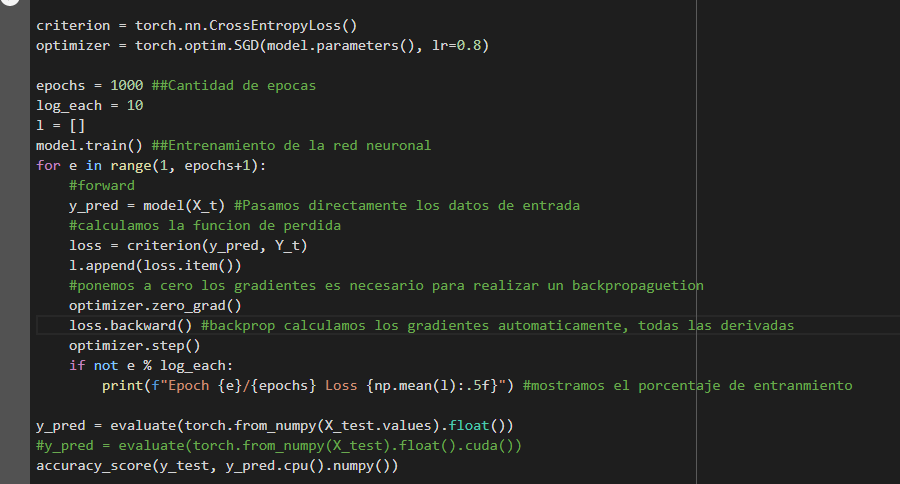 criterion = torch.nn.CrossEntropyLoss()
optimizer = torch.optim.SGD(model.parameters(), lr=0.8)
epochs = 1000 ##Cantidad de epocas
log_each = 10
l = []
model.train() ##Entrenamiento de la red neuronal
for e in range(1, epochs+1):
    #forward
    y_pred = model(X_t) #Pasamos directamente los datos de entrada
    #calculamos la funcion de perdida
    loss = criterion(y_pred, Y_t)
    l.append(loss.item())
    #ponemos a cero los gradientes es necesario para realizar un backpropaguetion
    optimizer.zero_grad()
    loss.backward() #backprop calculamos los gradientes automaticamente, todas las derivadas
    optimizer.step()
    if not e % log_each:
        print(f"Epoch {e}/{epochs} Loss {np.mean(l):.5f}") #mostramos el porcentaje de entranmiento
y_pred = evaluate(torch.from_numpy(X_test.values).float())
#y_pred = evaluate(torch.from_numpy(X_test).float().cuda())
accuracy_score(y_test, y_pred.cpu().numpy())